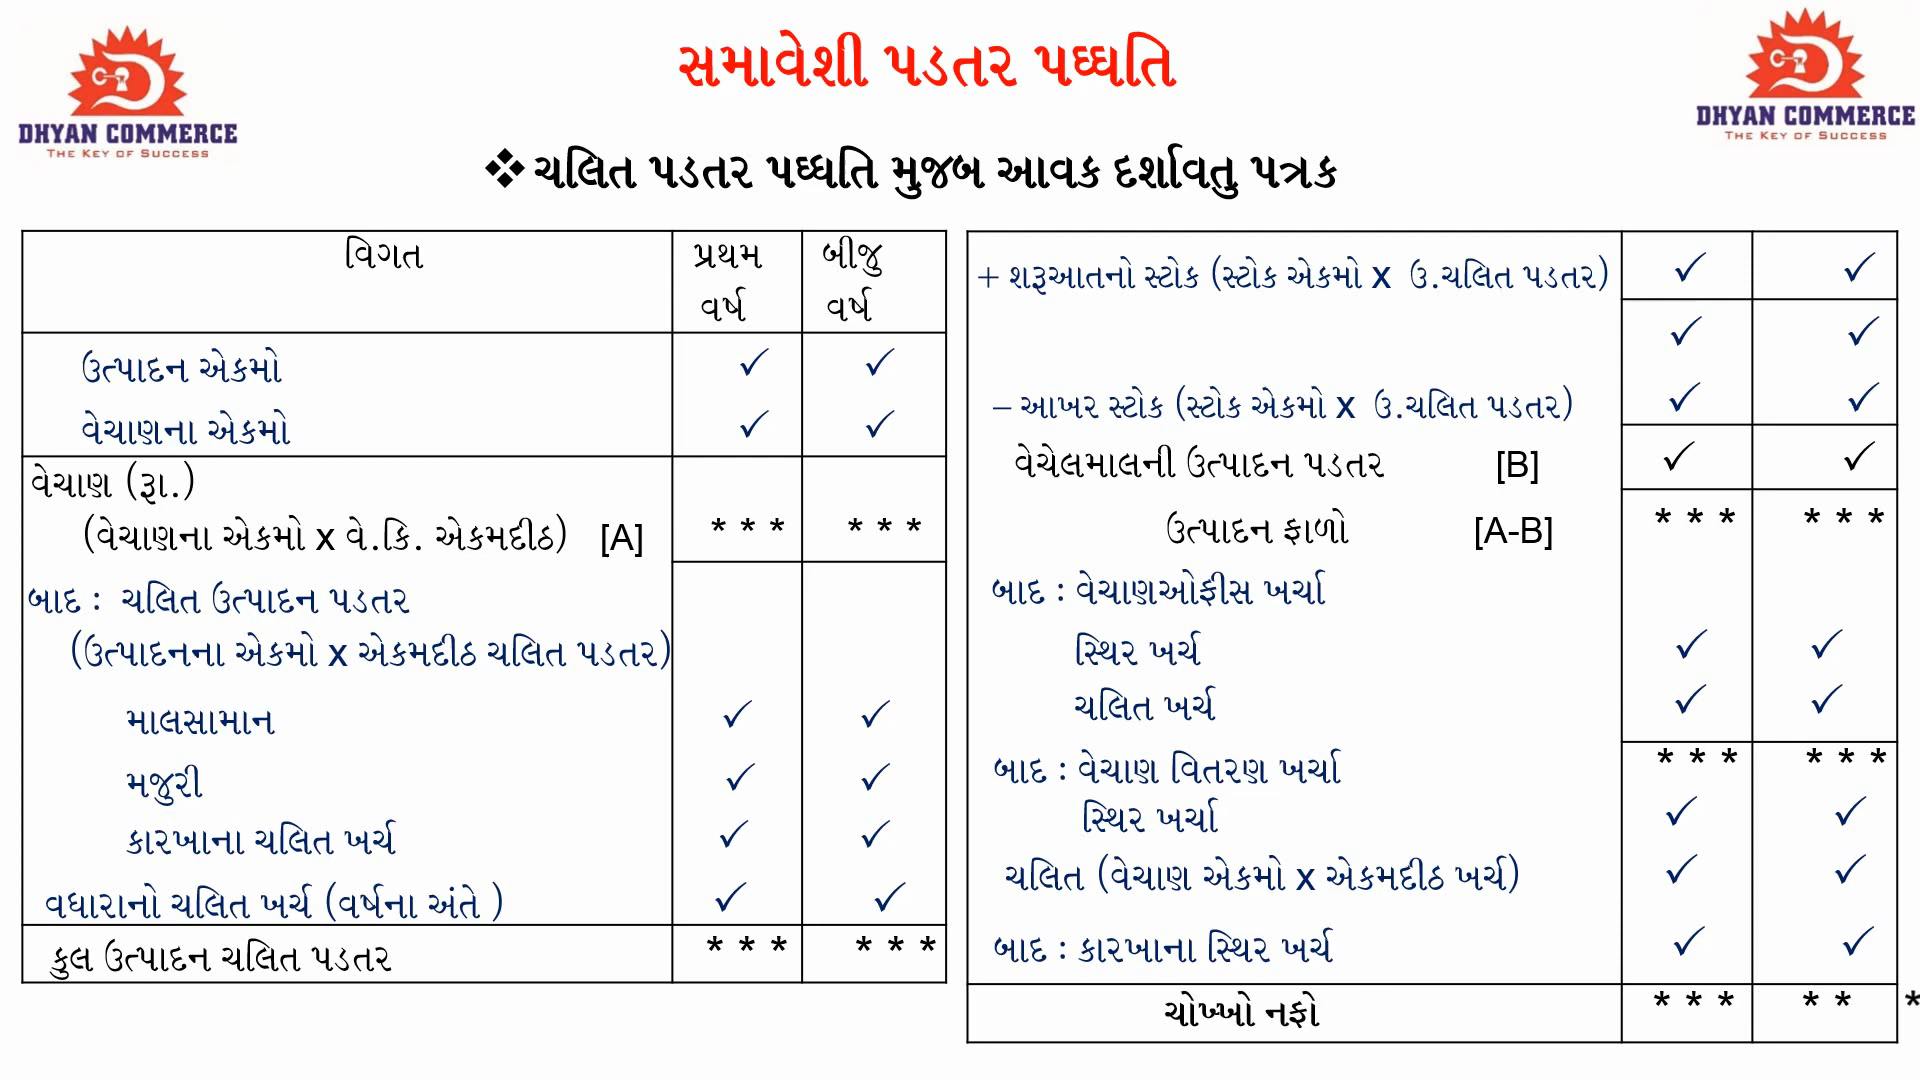 DHYAN COMMERCE
THE KEY OF SUCCESS
સમાવેશી પડતર પધ્ધતિ
DHYAN COMMERCE
THE KEY OF SUCCESS
❖ચલિત પડતર પધ્ધતિ મુજબ આવક દર્શાવતુ પત્રક
વિગત પ્રથમ વર્ષ બીજુ વર્ષ
ઉત્પાદન એકમો ✓ ✓
વેચાણના એકમો ✓ ✓
વેચાણ (રૂા.)
(વેચાણના એકમો x વે.કિ. એકમદીઠ) [A] * * * * * *
બાદ : ચલિત ઉત્પાદન પડતર
(ઉત્પાદનના એકમો x એકમદીઠ ચલિત પડતર)
માલસામાન ✓ ✓
મજુરી ✓ ✓
કારખાના ચલિત ખર્ચ ✓ ✓
વધારાનો ચલિત ખર્ચ (વર્ષના અંતે ) ✓ ✓
કુલ ઉત્પાદન ચલિત પડતર * * * * * *
+ શરૂઆતનો સ્ટોક (સ્ટોક એકમો x ઉ.ચલિત પડતર) ✓ ✓
✓ ✓
– આખર સ્ટોક (સ્ટોક એકમો x ઉ.ચલિત પડતર) ✓ ✓
વેચેલમાલની ઉત્પાદન પડતર [B] ✓ ✓
ઉત્પાદન ફાળો [A-B] * * * * * *
બાદ : વેચાણઓફીસ ખર્ચા
સ્થિર ખર્ચ ✓ ✓
ચલિત ખર્ચ ✓ ✓
* * * * * *
બાદ : વેચાણ વિતરણ ખર્ચા
સ્થિર ખર્ચા ✓ ✓
ચલિત (વેચાણ એકમો x એકમદીઠ ખર્ચ) ✓ ✓
બાદ : કારખાના સ્થિર ખર્ચ ✓ ✓
ચોખ્ખો નફો * * * * * *